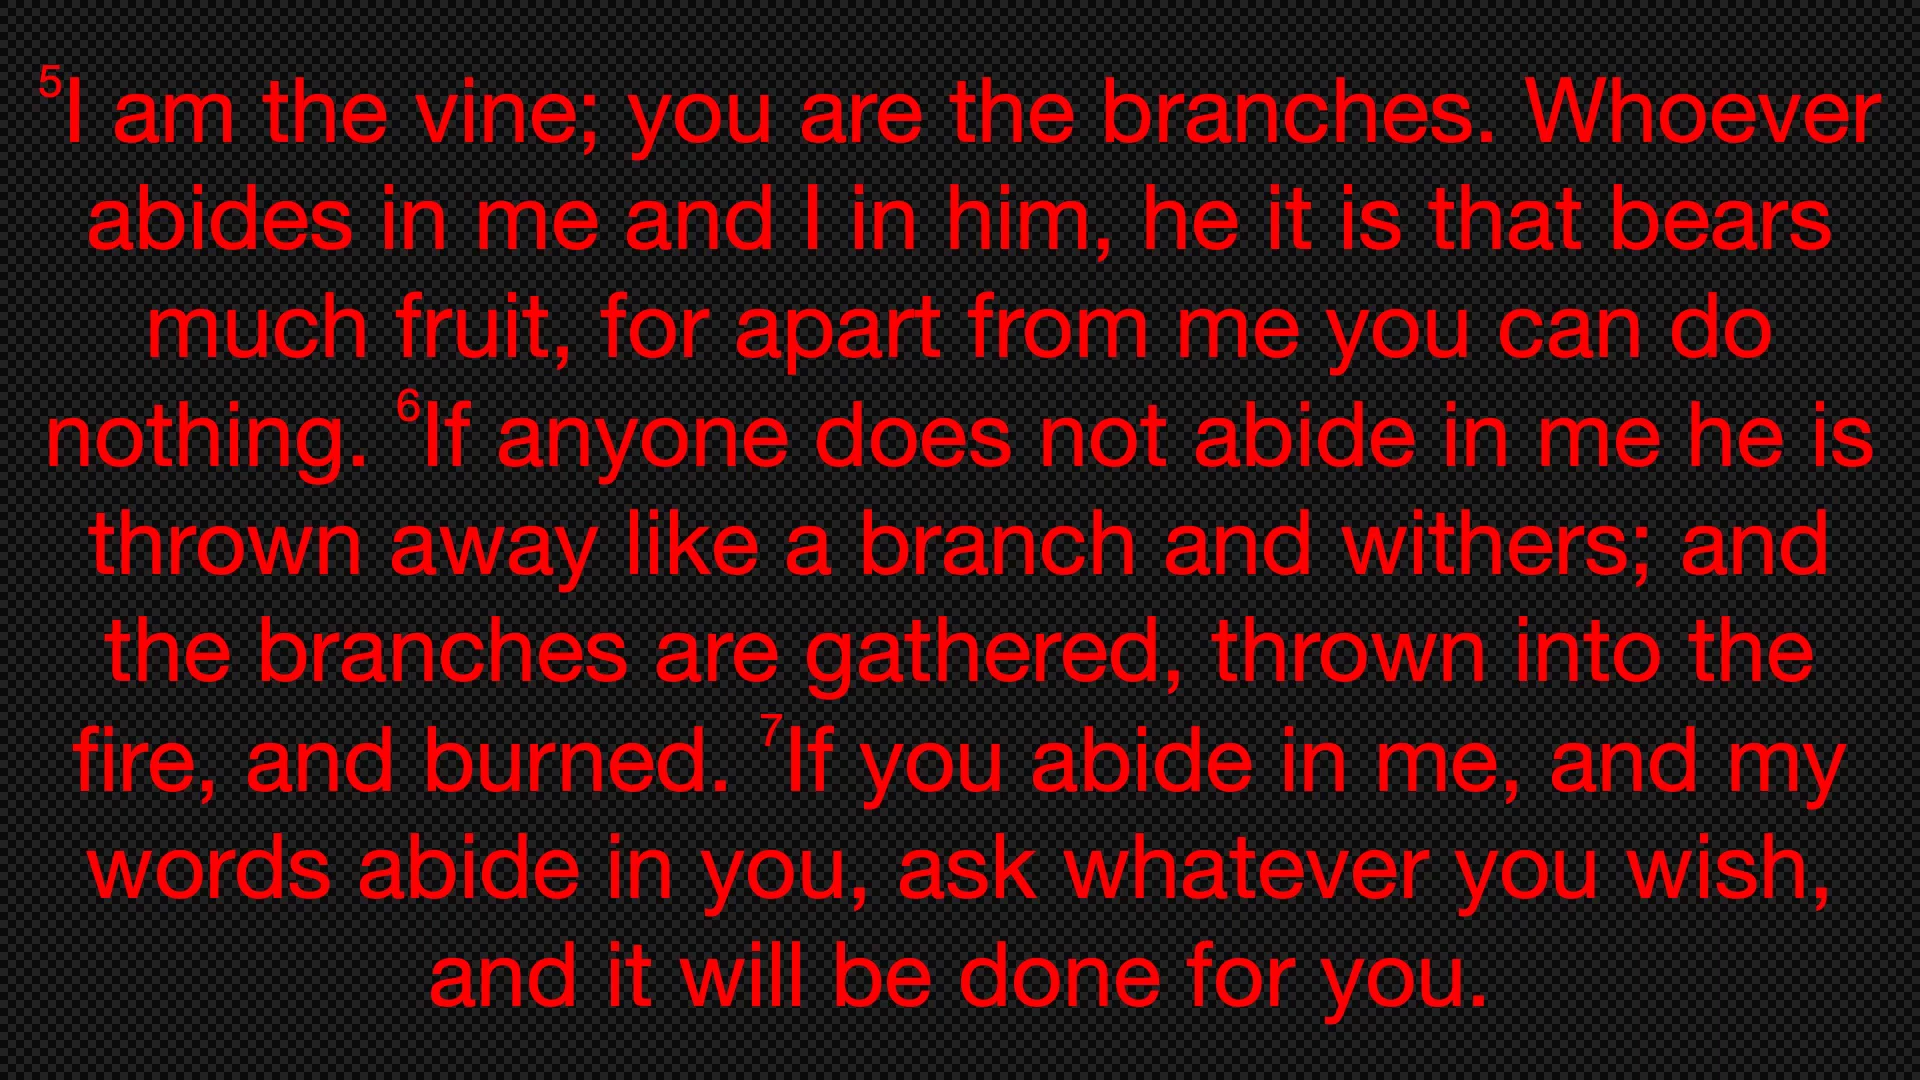 ⁵I am the vine; you are the branches. Whoever
abides in me and I in him, he it is that bears
much fruit, for apart from me you can do
nothing. ⁶If anyone does not abide in me he is
thrown away like a branch and withers; and
the branches are gathered, thrown into the
fire, and burned. ⁷If you abide in me, and my
words abide in you, ask whatever you wish,
and it will be done for you.